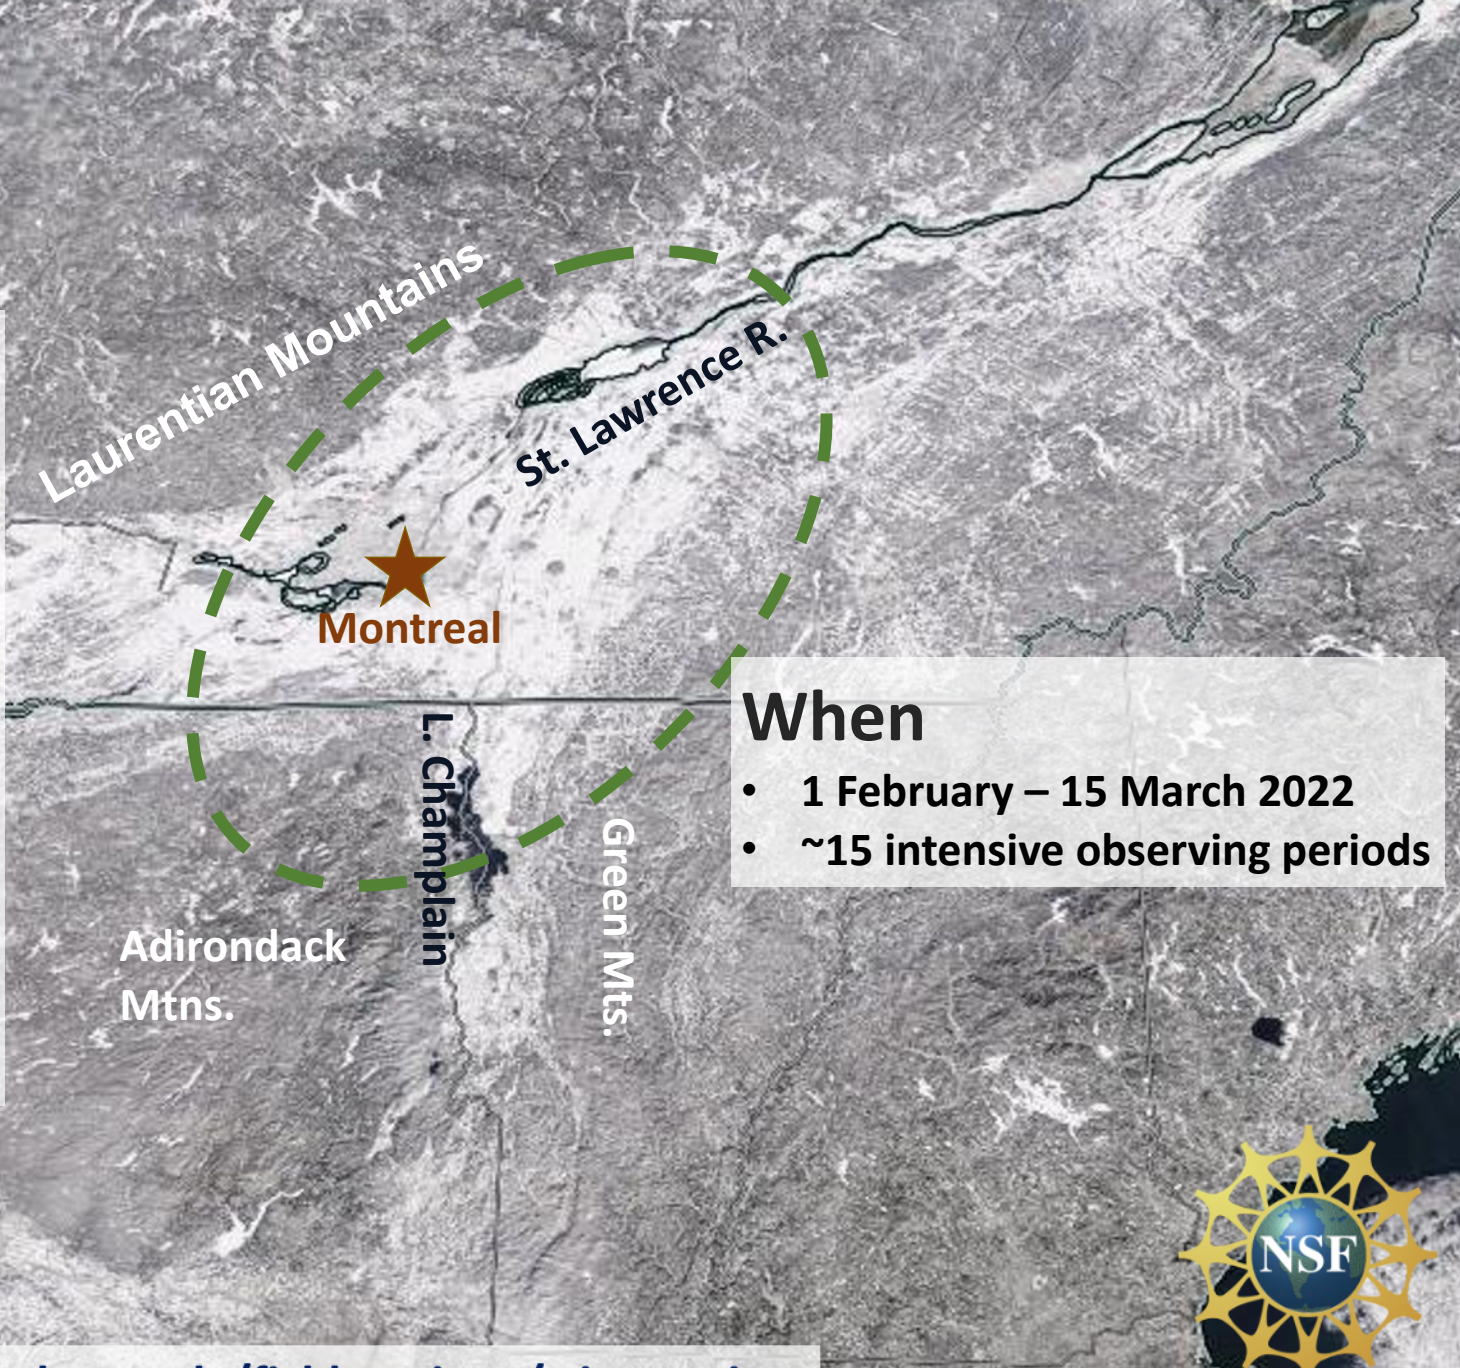 Laurentian Mountains
St. Lawrence R.
Montreal
L. Champlain
Green Mts.
Adirondack
Mtns.
When
• 1 February – 15 March 2022
• ~15 intensive observing periods
NSF